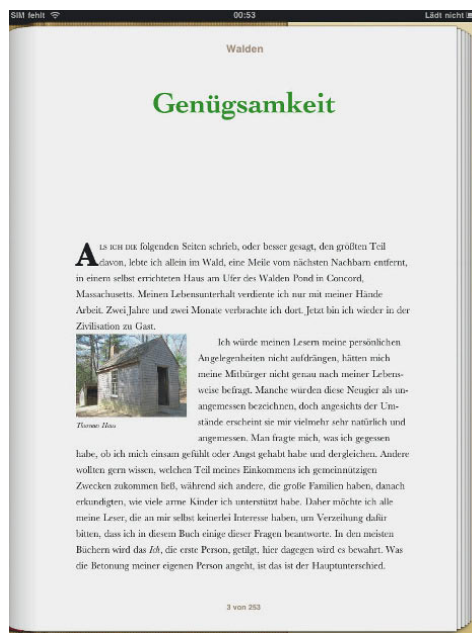 SIM fehlt
00:53
Lädt nicht
Walden
Genügsamkeit
ALS ICH DIE folgenden Seiten schrieb, oder besser gesagt, den größten Teil
davon, lebte ich allein im Wald, eine Meile vom nächsten Nachbarn entfernt,
in einem selbst errichteten Haus am Ufer des Walden Pond in Concord,
Massachusetts. Meinen Lebensunterhalt verdiente ich nur mit meiner Hände
Arbeit. Zwei Jahre und zwei Monate verbrachte ich dort. Jetzt bin ich wieder in der
Zivilisation zu Gast.
Ich würde meinen Lesern meine persönlichen
Angelegenheiten nicht aufdrängen, hätten mich
meine Mitbürger nicht genau nach meiner Lebens-
weise befragt. Manche würden diese Neugier als un-
angemessen bezeichnen, doch angesichts der Um-
stände erscheint sie mir vielmehr sehr natürlich und
angemessen. Man fragte mich, was ich gegessen
Thoreaus Haus
habe, ob ich mich einsam gefühlt oder Angst gehabt habe und dergleichen. Andere
wollten gern wissen, welchen Teil meines Einkommens ich gemeinnützigen
Zwecken zukommen ließ, während sich andere, die große Familien haben, danach
erkundigten, wie viele arme Kinder ich unterstützt habe. Daher möchte ich alle
meine Leser, die an mir selbst keinerlei Interesse haben, um Verzeihung dafür
bitten, dass ich in diesem Buch einige dieser Fragen beantworte. In den meisten
Büchern wird das Ich, die erste Person, getilgt, hier dagegen wird es bewahrt. Was
die Betonung meiner eigenen Person angeht, ist das ist der Hauptunterschied.
3 von 253